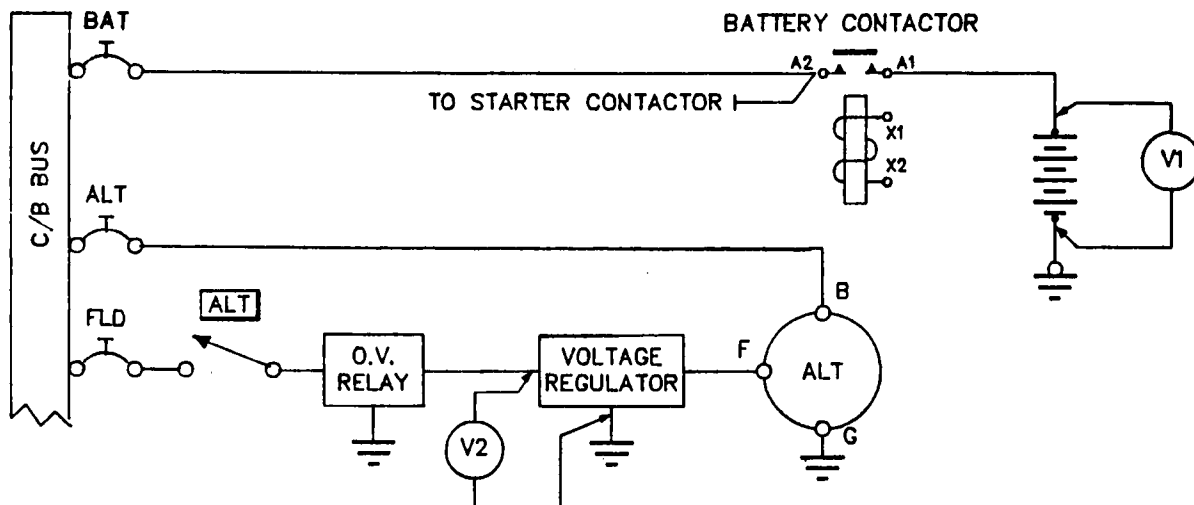 BAT
BATTERY CONTACTOR
A2
A1
TO STARTER CONTACTOR
X1
X2
V1
C/B BUS
ALT
B
ALT
FLD
O.V.
RELAY
VOLTAGE
REGULATOR
F
ALT
V2
G